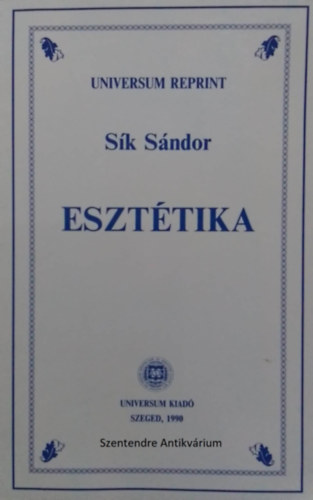 UNIVERSUM REPRINT
Sík Sándor
ESZTÉTIKA
UNIVERSUM KIADÓ
SZEGED, 1990
Szentendre Antikvárium